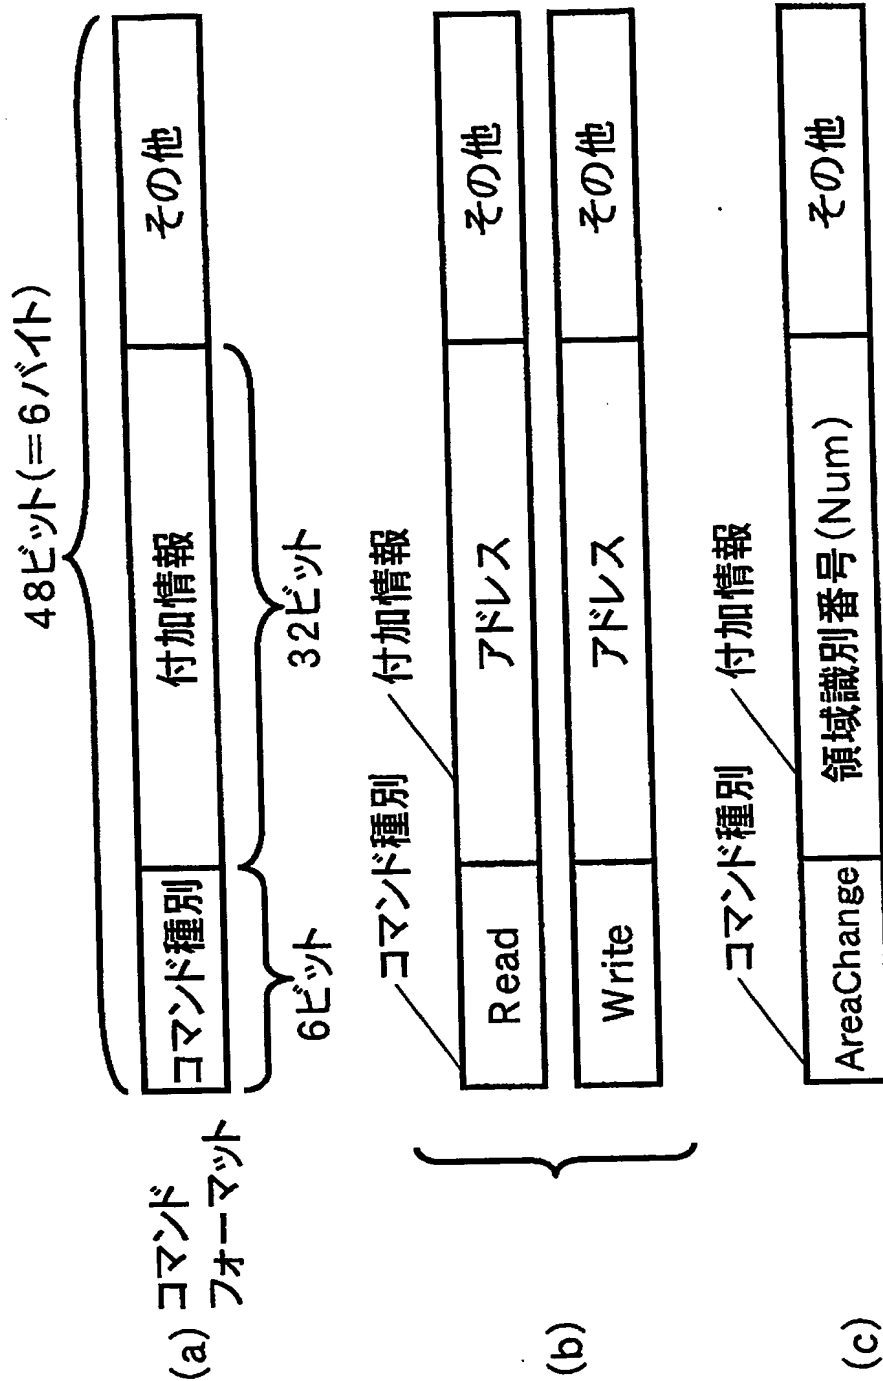 48ビット(＝6バイト)
(a) コマンド
フォーマット
コマンド種別 付加情報 その他
6ビット 32ビット
コマンド種別 付加情報
(b)
Read アドレス その他
Write アドレス その他
コマンド種別 付加情報
(c)
AreaChange 領域識別番号(Num) その他